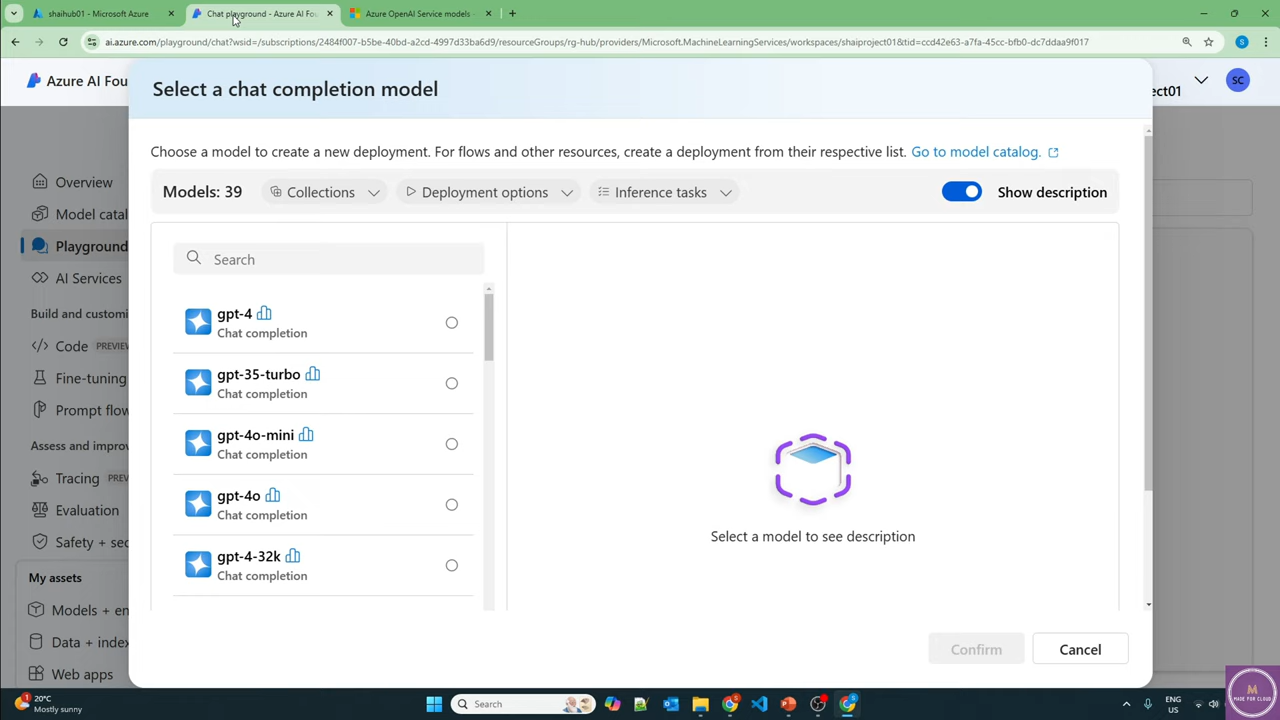 shaihub01 - Microsoft Azure
Chat playground - Azure AI Fou
Azure OpenAI Service models
ai.azure.com/playground/chat?wsid=/subscriptions/2484f007-b5be-40bd-a2cd-4997d33ba6d9/resourceGroups/rg-hub/providers/Microsoft.MachineLearningServices/workspaces/shaiproject01&tid=ccd42e63-a7fa-45cc-bfb0-dc7ddaa9f017
S
Azure AI Fou
ect01
SC
Select a chat completion model
Choose a model to create a new deployment. For flows and other resources, create a deployment from their respective list. Go to model catalog.
Models: 39
Collections
Deployment options
Inference tasks
Show description
Overview
Model catal
Playground
AI Services
Build and customi
Code PREVIEW
Fine-tuning
Prompt flow
Assess and improv
Tracing PREV
Evaluation
Safety + sec
My assets
Models + en
Data + index
Web apps
Search
gpt-4
Chat completion
gpt-35-turbo
Chat completion
gpt-4o-mini
Chat completion
gpt-4o
Chat completion
gpt-4-32k
Chat completion
Select a model to see description
Confirm
Cancel
1
20°C
Mostly sunny
Search
ENG
US
M
MADE FOR CLOUD